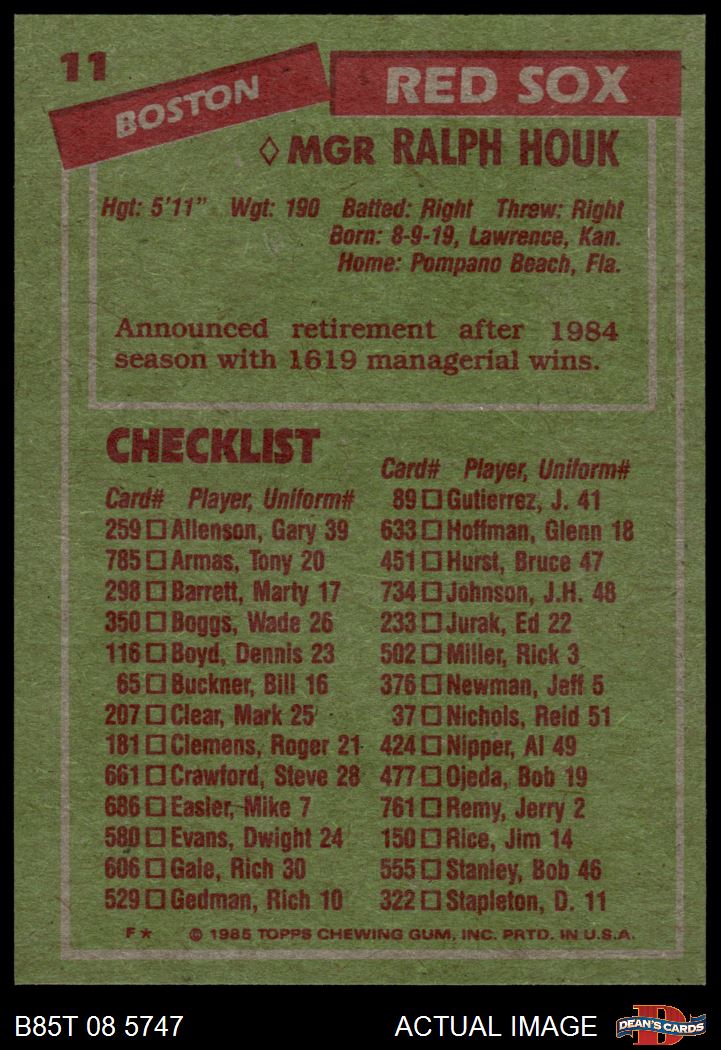 11
BOSTON
RED SOX
◊ MGR RALPH HOUK
Hgt: 5'11" Wgt: 190 Batted: Right Threw: Right
Born: 8-9-19, Lawrence, Kan.
Home: Pompano Beach, Fla.
Announced retirement after 1984
season with 1619 managerial wins.
CHECKLIST
Card# Player, Uniform#
259 □ Allenson, Gary 39
785 □ Armas, Tony 20
298 □ Barrett, Marty 17
350 □ Boggs, Wade 26
116 □ Boyd, Dennis 23
65 □ Buckner, Bill 16
207 □ Clear, Mark 25
181 □ Clemens, Roger 21
661 □ Crawford, Steve 28
686 □ Easler, Mike 7
580 □ Evans, Dwight 24
606 □ Gale, Rich 30
529 □ Gedman, Rich 10
Card# Player, Uniform#
89 □ Gutierrez, J. 41
633 □ Hoffman, Glenn 18
451 □ Hurst, Bruce 47
734 □ Johnson, J.H. 48
233 □ Jurak, Ed 22
502 □ Miller, Rick 3
376 □ Newman, Jeff 5
37 □ Nichols, Reid 51
424 □ Nipper, Al 49
477 □ Ojeda, Bob 19
761 □ Remy, Jerry 2
150 □ Rice, Jim 14
555 □ Stanley, Bob 46
322 □ Stapleton, D. 11
F* © 1985 TOPPS CHEWING GUM, INC. PRTD. IN U.S.A.
B85T 08 5747
ACTUAL IMAGE
D
DEAN'S CARDS